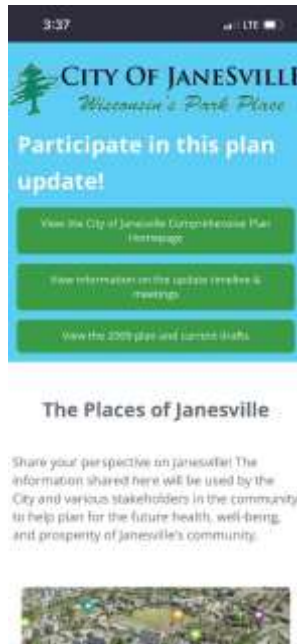 3:37
LTE
CITY OF JANESVILLE
Wisconsin's Park Place
Participate in this plan
update!
View the City of Janesville Comprehensive Plan
Homepage
View information on the update timeline &
meetings
View the 2009 plan and current drafts
The Places of Janesville
Share your perspective on Janesville! The
information shared here will be used by the
City and various stakeholders in the community
to help plan for the future health, well-being,
and prosperity of Janesville's community.